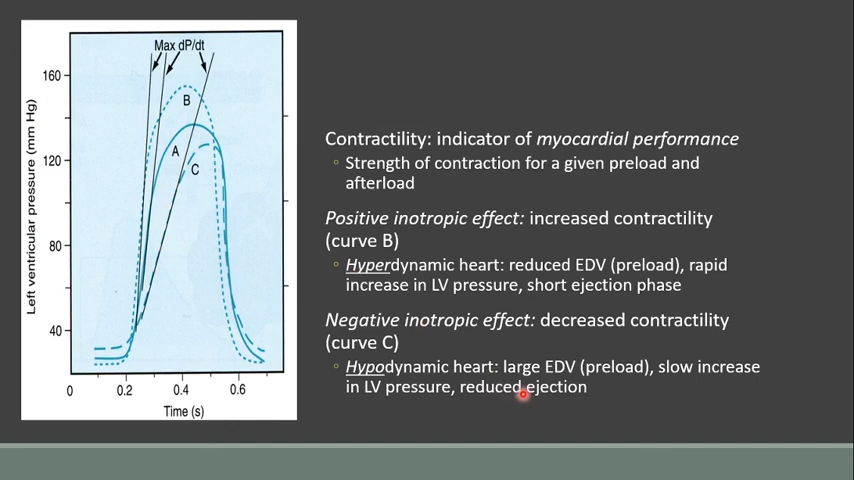 Max dP/dt
160
120
80
40
Left ventricular pressure (mm Hg)
B
A
C
0
0.2
0.4
0.6
Time (s)
Contractility: indicator of myocardial performance
Strength of contraction for a given preload and
afterload
Positive inotropic effect: increased contractility
(curve B)
Hyperdynamic heart: reduced EDV (preload), rapid
increase in LV pressure, short ejection phase
Negative inotropic effect: decreased contractility
(curve C)
Hypodynamic heart: large EDV (preload), slow increase
in LV pressure, reduced ejection